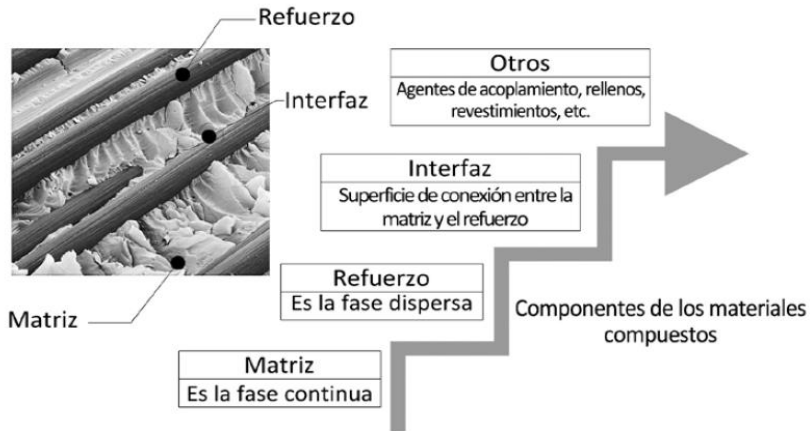 Refuerzo
Interfaz
Matriz
Otros
Agentes de acoplamiento, rellenos,
revestimientos, etc.
Interfaz
Superficie de conexión entre la
matriz y el refuerzo
Refuerzo
Es la fase dispersa
Matriz
Es la fase continua
Componentes de los materiales
compuestos